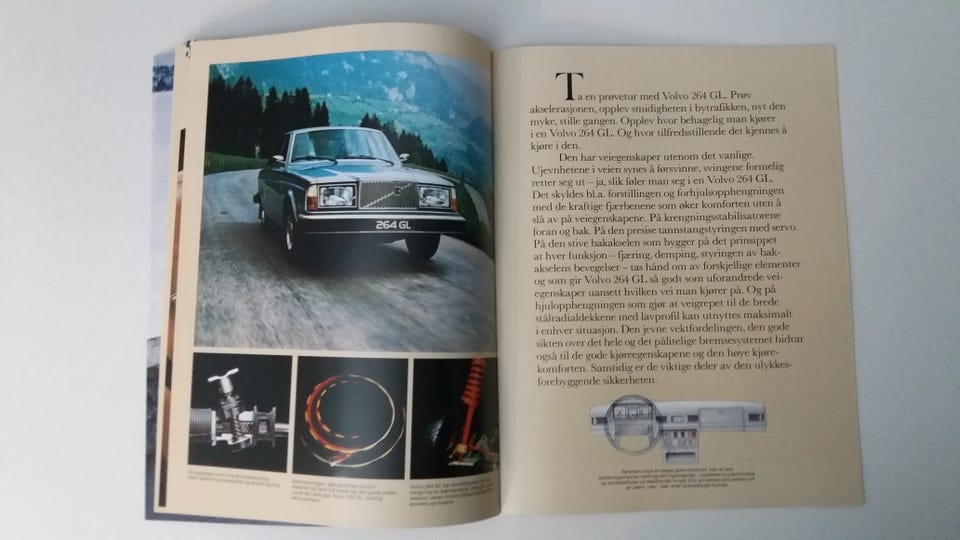 264 GL
Ta en prøvetur med Volvo 264 GL. Prøv
akselerasjonen, opplev smidigheten i bytrafikken, nyt den
myke, stille gangen. Opplev hvor behagelig man kjører
i en Volvo 264 GL. Og hvor tilfredsstillende det kjennes å
kjøre i den.
Den har veiegenskaper utenom det vanlige.
Ujevnhetene i veien synes å forsvinne, svingene formelig
retter seg ut – ja, slik føler man seg i en Volvo 264 GL.
Det skyldes bl.a. forstillingen og forhjulsopphengningen
med de kraftige fjærbenene som øker komforten uten å
slå av på veiegenskapene. På krengningsstabilisatorene
foran og bak. På den presise tannstangstyringen med servo.
På den stive bakakselen som bygger på det prinsippet
at hver funksjon – fjæring, demping, styringen av bak-
akselens bevegelser – tas hånd om av forskjellige elementer
og som gir Volvo 264 GL så godt som uforandrede vei-
egenskaper uansett hvilken vei man kjører på. Og på
hjulopphengningen som gjør at veigrepet til de brede
stålradialdekkene med lavprofil kan utnyttes maksimalt
i enhver situasjon. Den jevne vektfordelingen, den gode
sikten over det hele og det pålitelige bremsesystemet bidrar
også til de gode kjøreegenskapene og den høye kjøre-
komforten. Samtidig er de viktige deler av den ulykkes-
forebyggende sikkerheten.